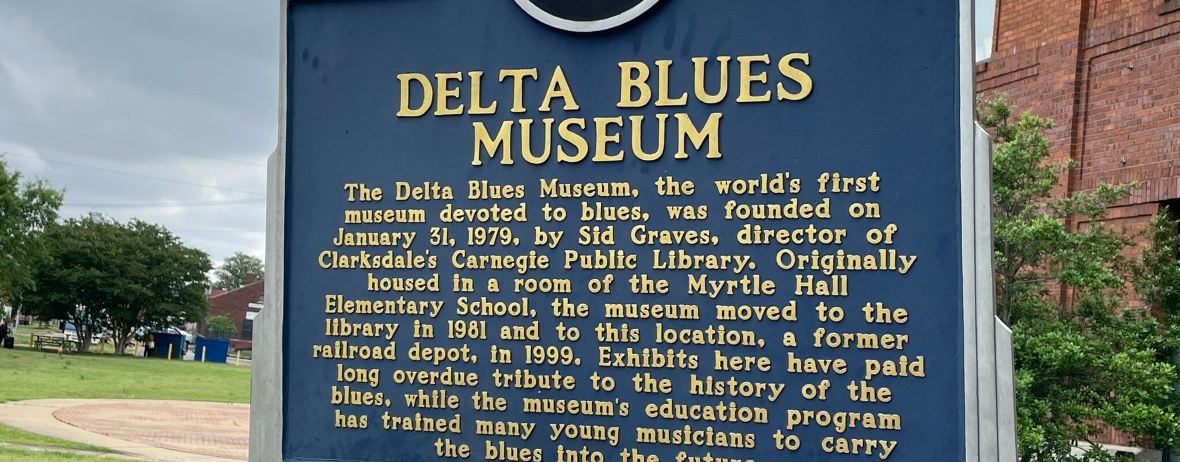 DELTA BLUES
MUSEUM
The Delta Blues Museum, the world's first
museum devoted to blues, was founded on
January 31, 1979, by Sid Graves, director of
Clarksdale's Carnegie Public Library. Originally
housed in a room of the Myrtle Hall
Elementary School, the museum moved to the
library in 1981 and to this location, a former
railroad depot, in 1999. Exhibits here have paid
long overdue tribute to the history of the
blues, while the museum's education program
has trained many young musicians to carry
the blues into the future